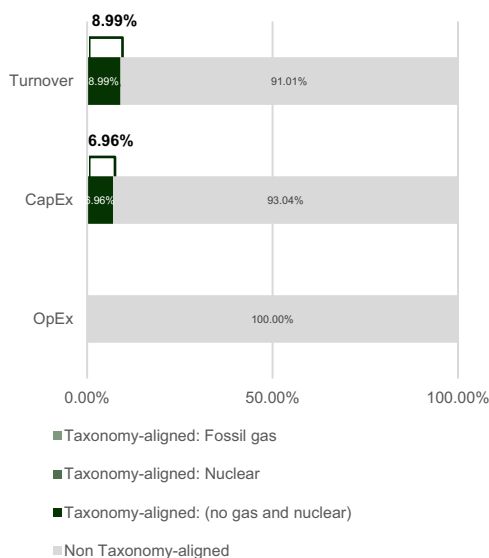 8.99%
Turnover 8.99% 91.01%
6.96%
CapEx 6.96% 93.04%
OpEx 100.00%
0.00% 50.00% 100.00%
Taxonomy-aligned: Fossil gas
Taxonomy-aligned: Nuclear
Taxonomy-aligned: (no gas and nuclear)
Non Taxonomy-aligned